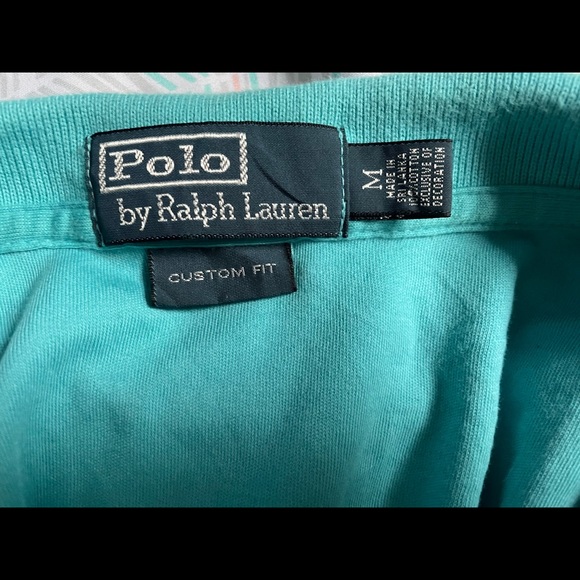 Polo
by Ralph Lauren
CUSTOM FIT
M
MADE IN
SRI LANKA
100% COTTON
EXCLUSIVE OF
DECORATION